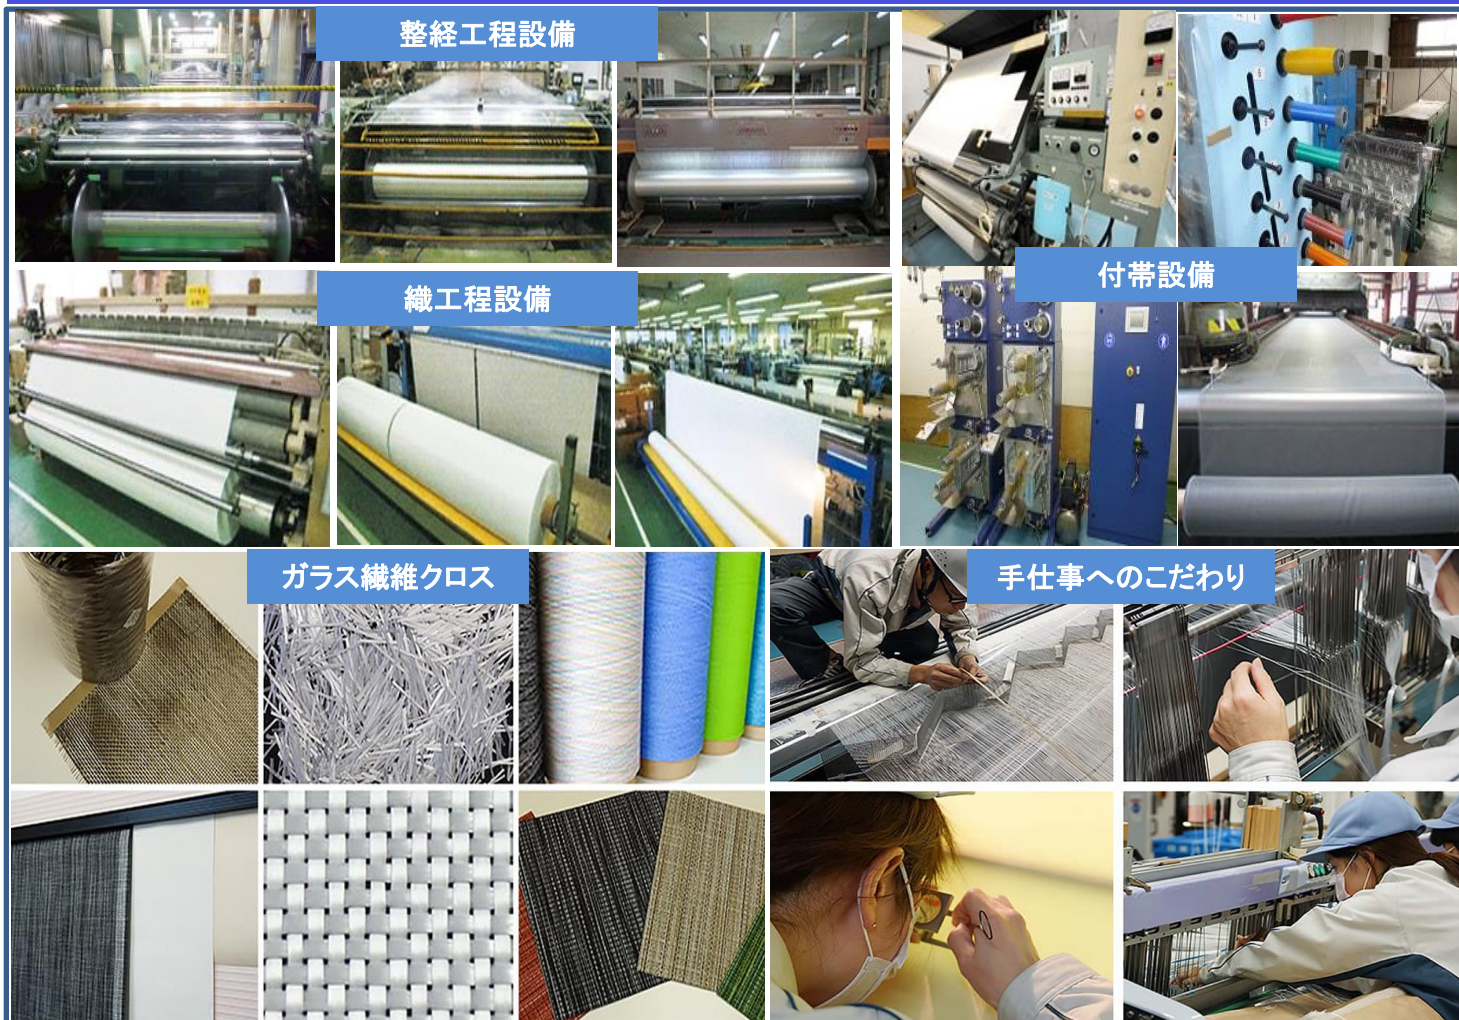 整経工程設備
付帯設備
織工程設備
ガラス繊維クロス
手仕事へのこだわり